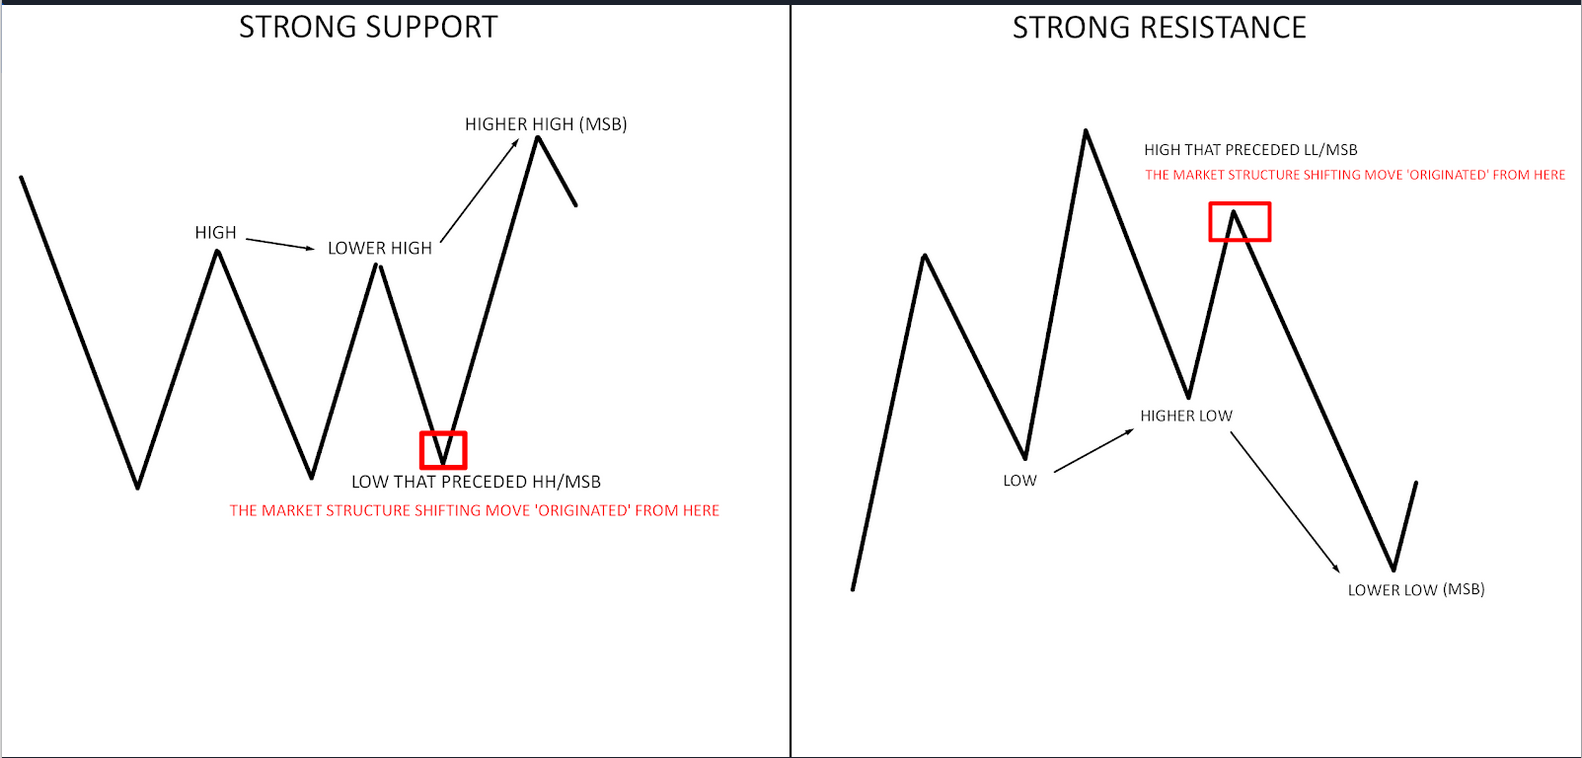 STRONG SUPPORT
HIGHER HIGH (MSB)
HIGH
LOWER HIGH
LOW THAT PRECEDED HH/MSB
THE MARKET STRUCTURE SHIFTING MOVE 'ORIGINATED' FROM HERE
STRONG RESISTANCE
HIGH THAT PRECEDED LL/MSB
THE MARKET STRUCTURE SHIFTING MOVE 'ORIGINATED' FROM HERE
HIGHER LOW
LOW
LOWER LOW (MSB)